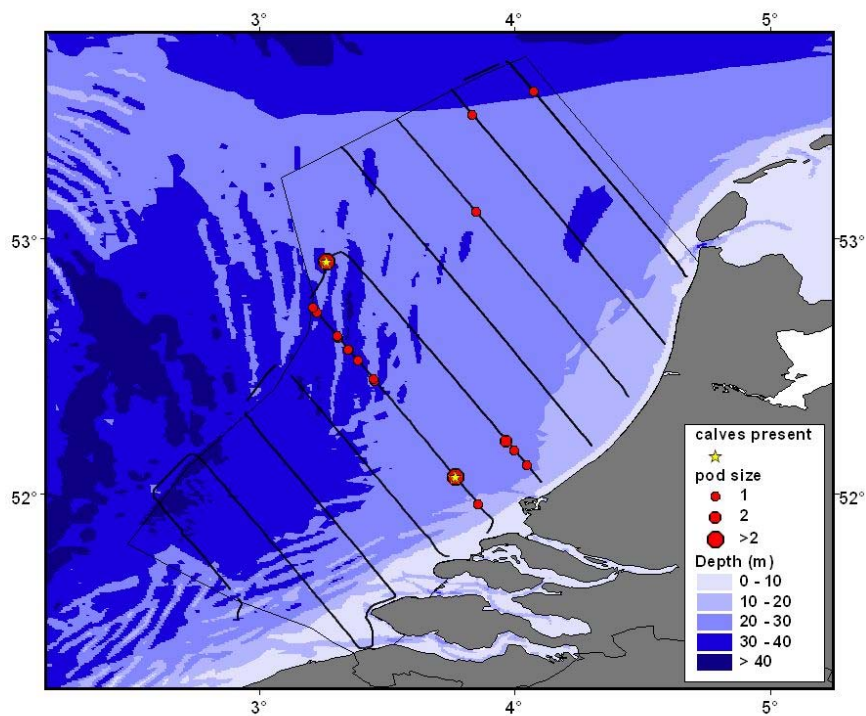 3° 4° 5°
53° 53°
52° 52°
calves present
pod size
1
2
>2
Depth (m)
0 - 10
10 - 20
20 - 30
30 - 40
> 40
3° 4° 5°